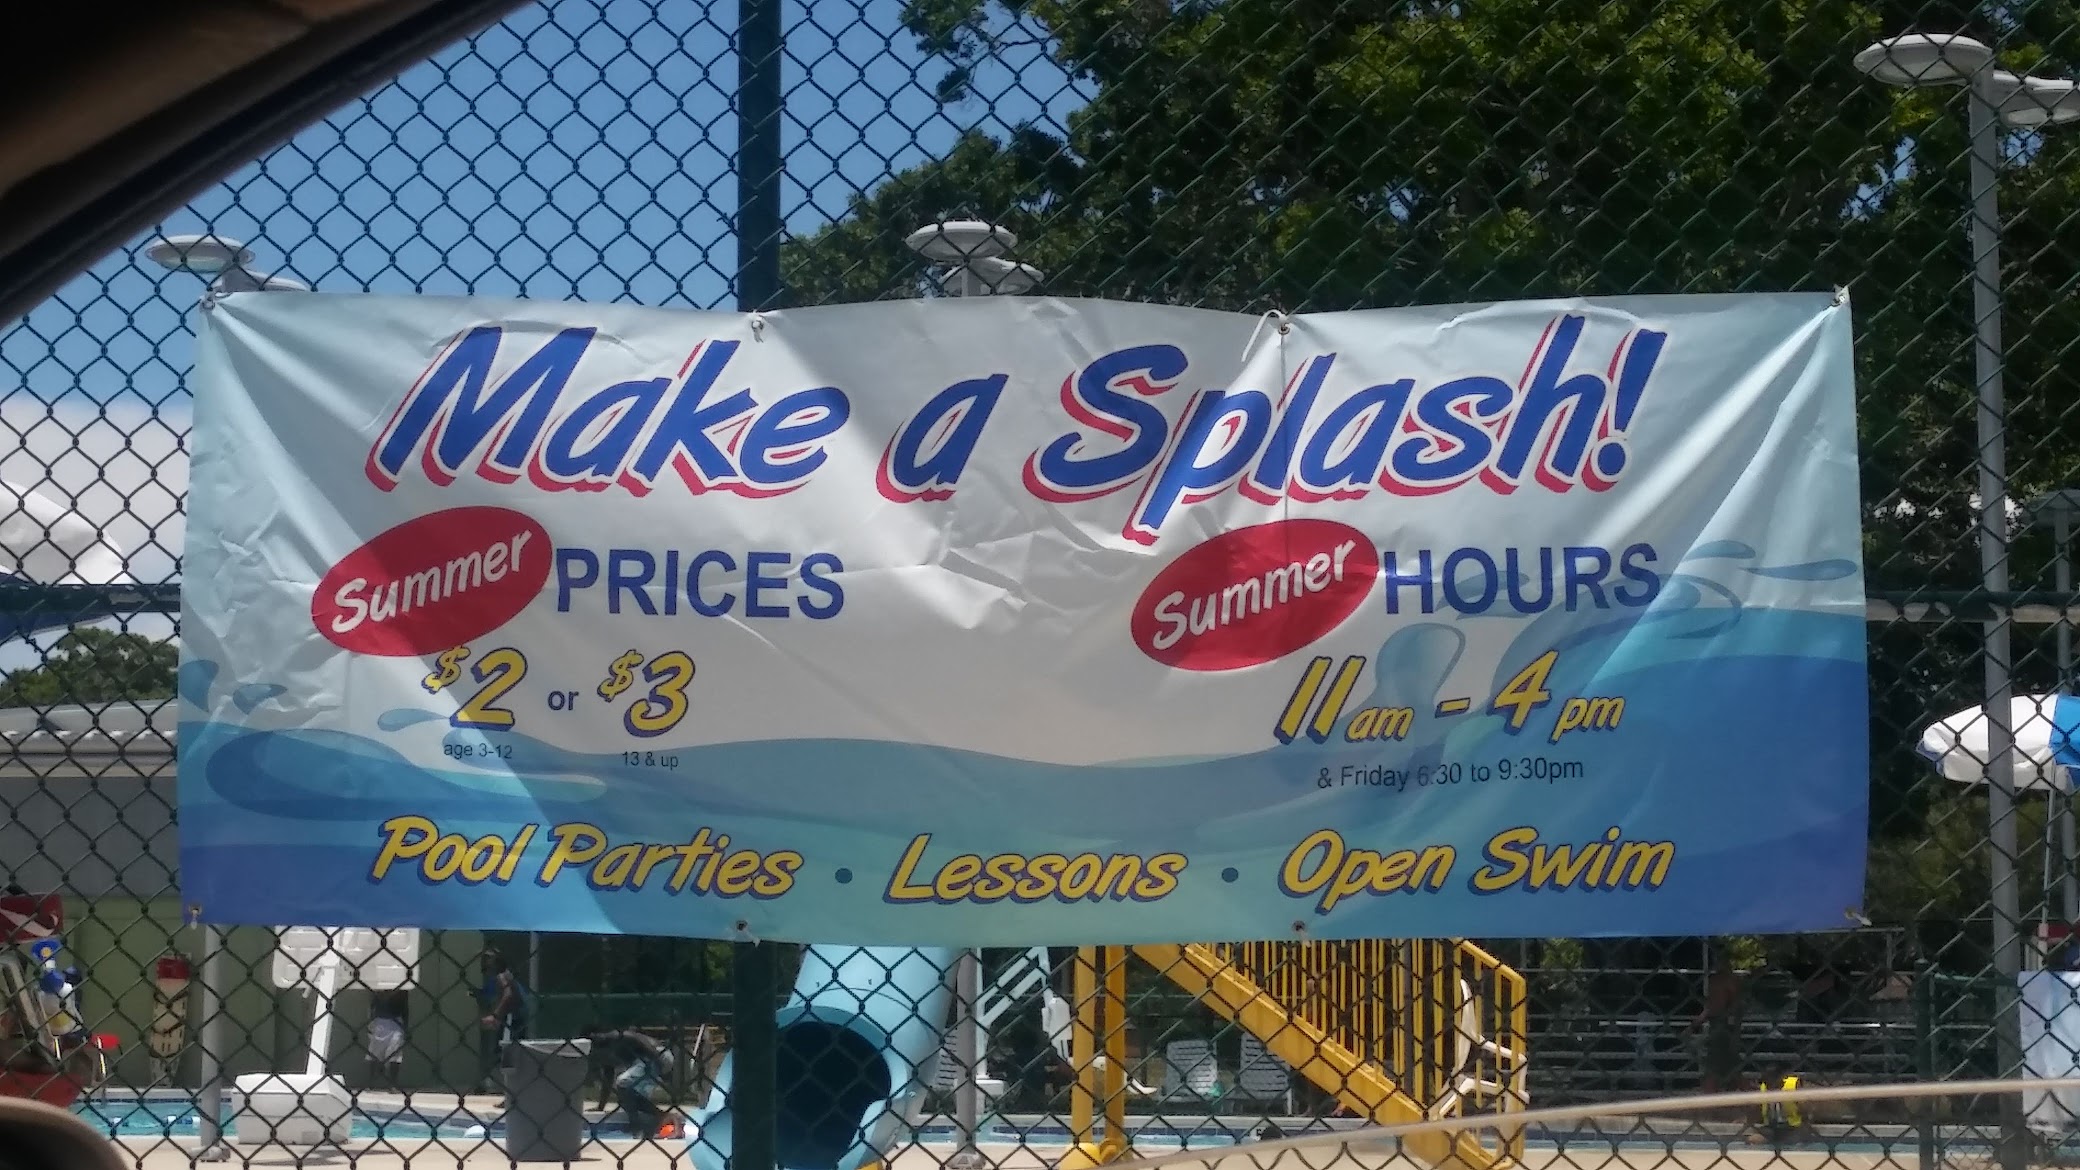 Make a Splash!
Summer PRICES
$2 or $3
age 3-12 13 & up
Summer HOURS
11am - 4pm
& Friday 6:30 to 9:30pm
Pool Parties • Lessons • Open Swim